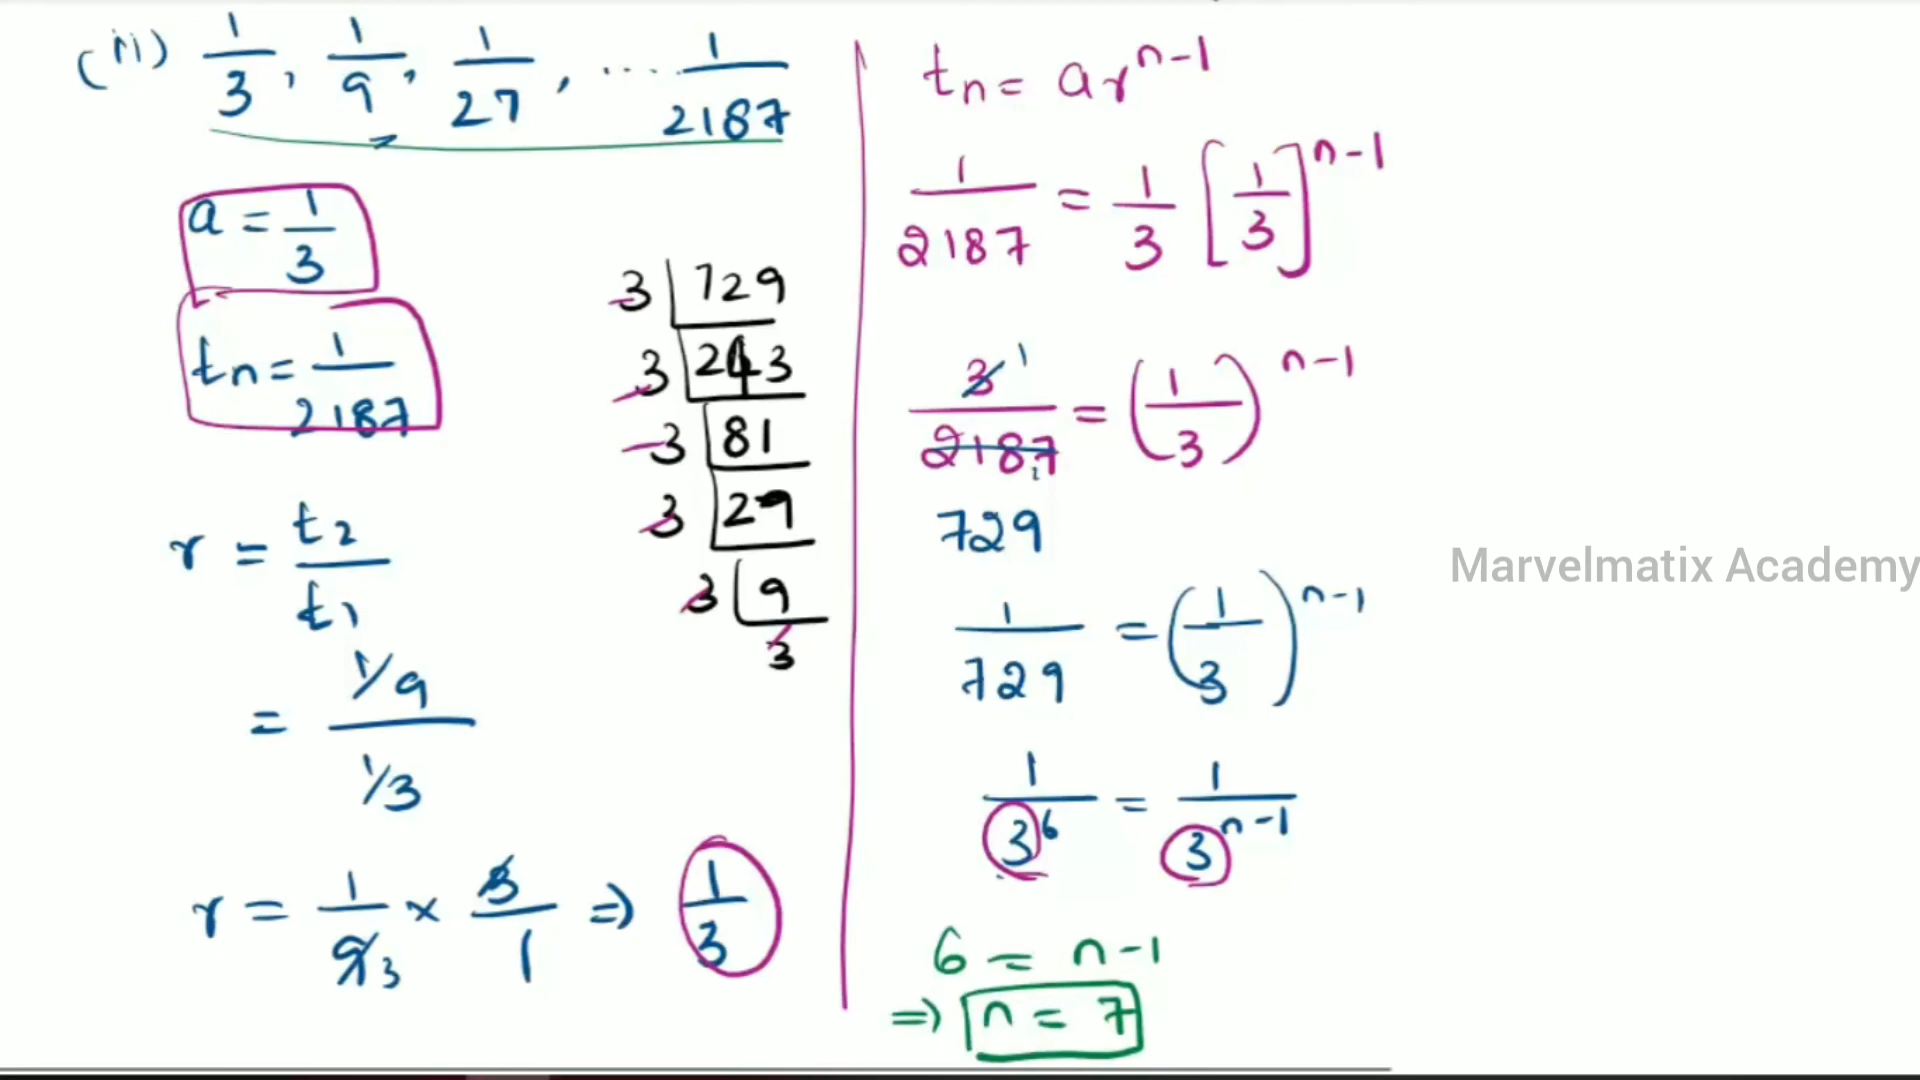 (ii) 1/3, 1/9, 1/27, ... 1/2187
a = 1/3
tn = 1/2187
r = t2/t1
= (1/9)/(1/3)
r = 1/9 3 × 3/1 ⇒ 1/3
3 | 729
3 | 243
3 | 81
3 | 27
3 | 9
3
tn = ar^(n-1)
1/2187 = 1/3 [1/3]^(n-1)
3 1/2187 = (1/3)^(n-1)
729
1/729 = (1/3)^(n-1)
1/3^6 = 1/3^(n-1)
6 = n-1
⇒ n = 7
Marvelmatix Academy